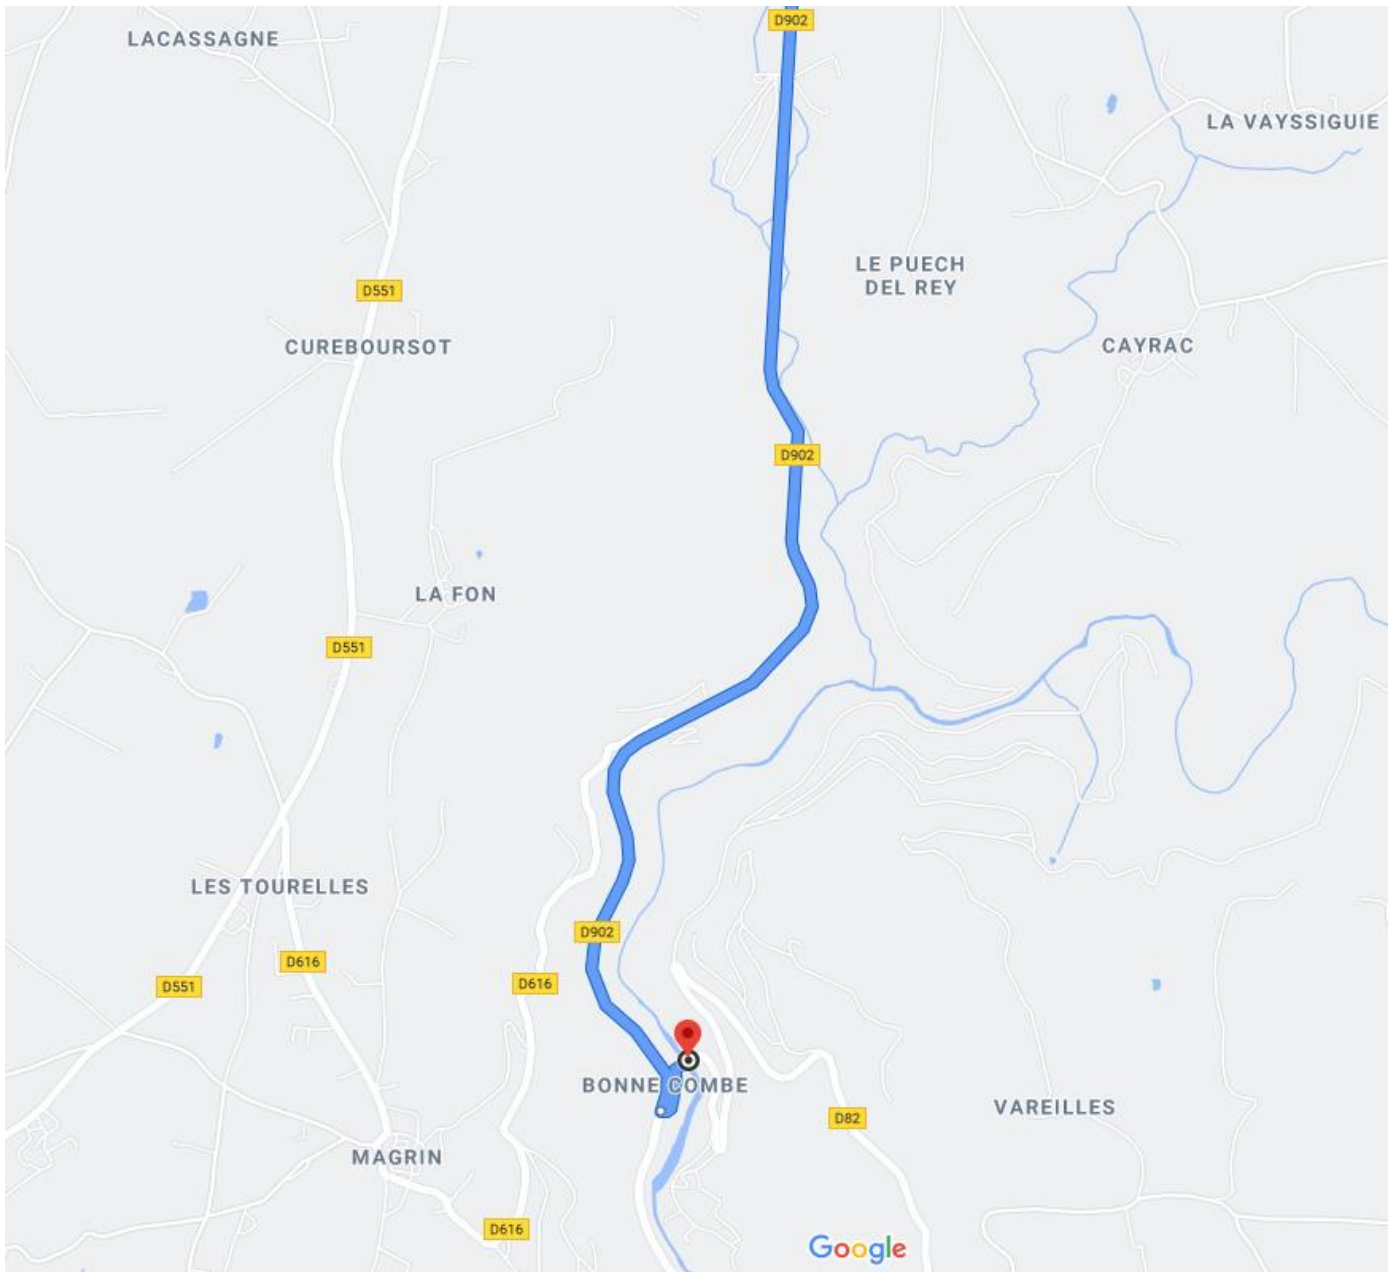 D902
LACASSAGNE
LA VAYSSIGUIE
LE PUECH
DEL REY
D551
CUREBOURSOT
CAYRAC
D902
LA FON
D551
LES TOURELLES
D902
D616
D616
D551
BONNE COMBE
VAREILLES
D82
MAGRIN
D616
Google